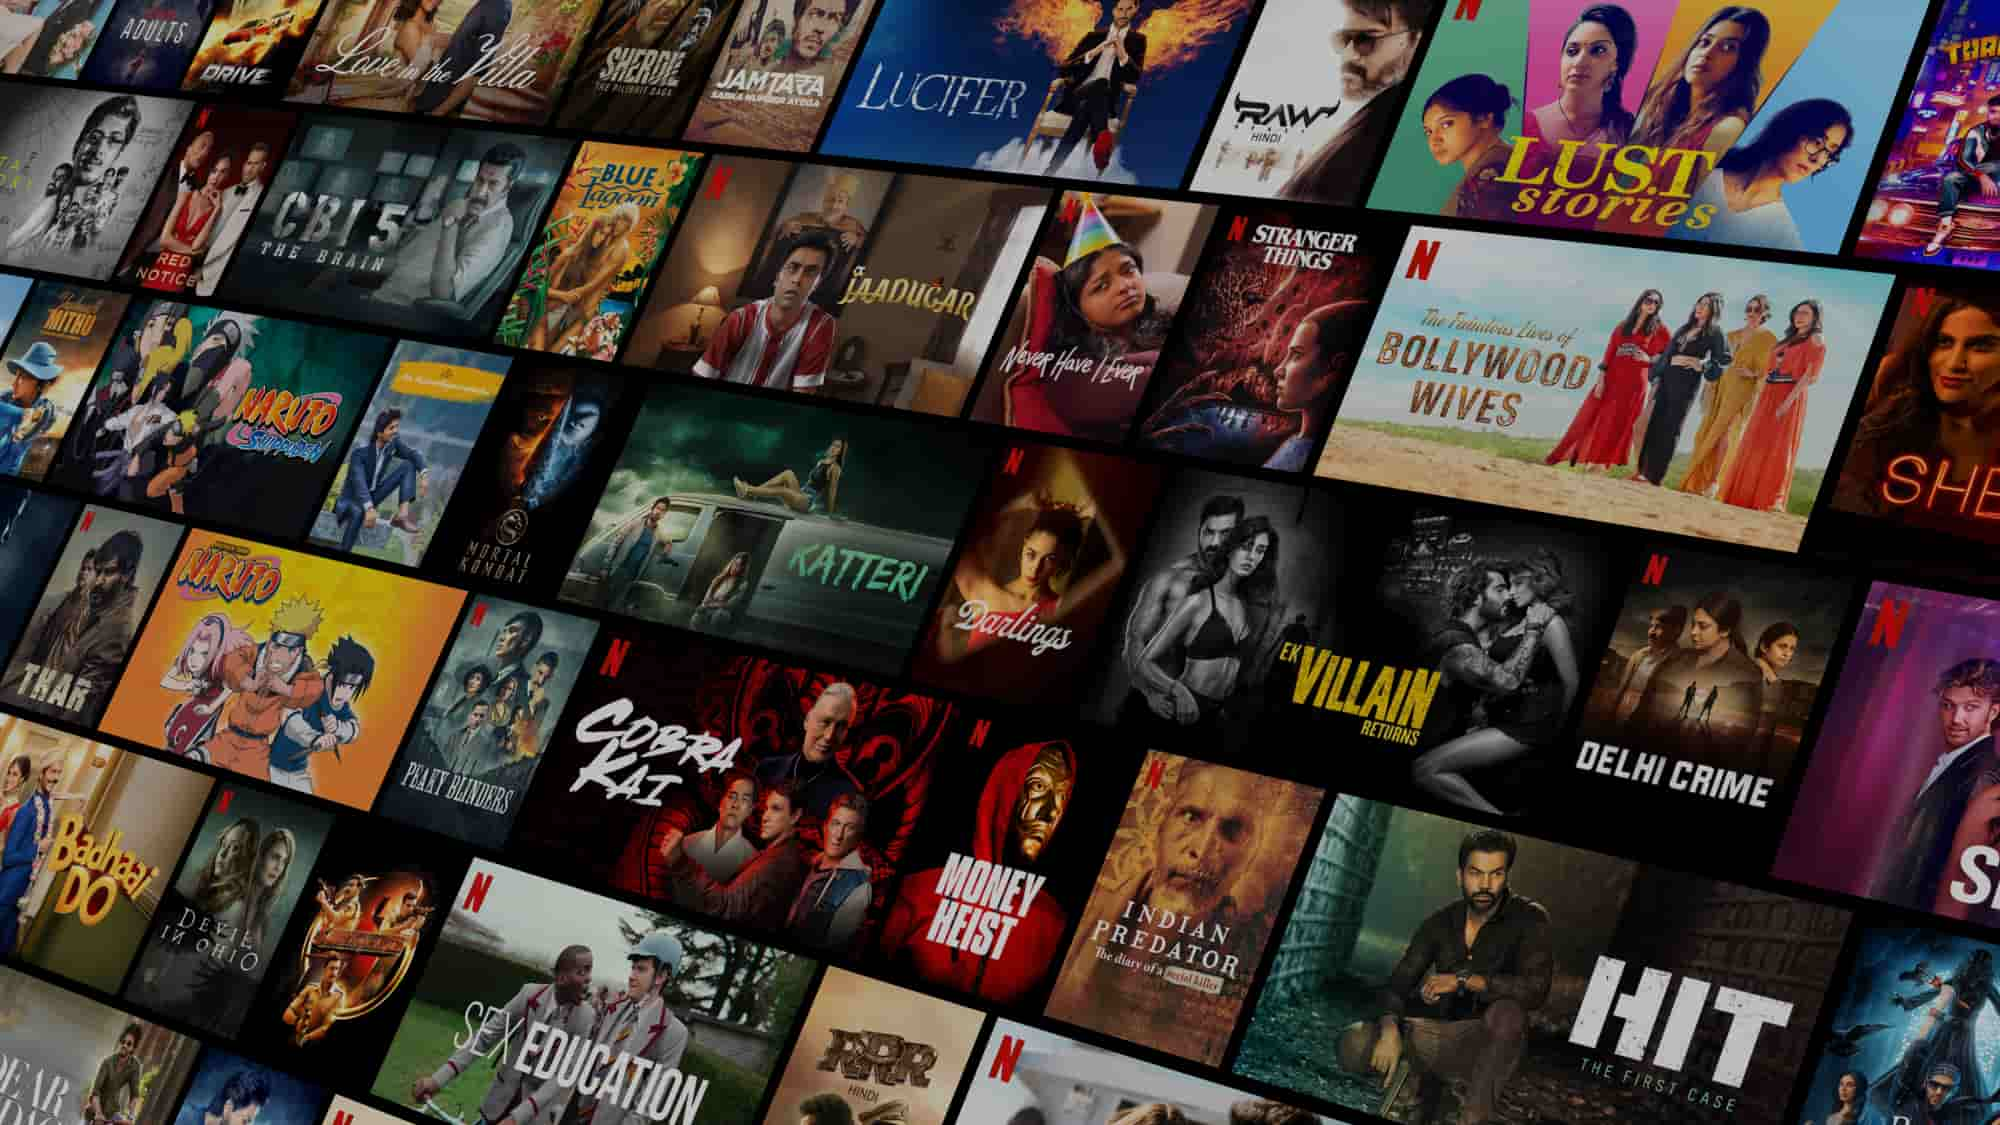 ADULTS
DRIVE
Love in the Villa
SHERDIL
THE PILIBHIT SAGA
JAMTARA
SABKA NUMBER AYEGA
LUCIFER
RAW
HINDI
N
LUST
stories
N
RED
NOTICE
CBI 5
THE BRAIN
BLUE
Lagoon
N
JAADUGAR
N
Never Have I Ever
N
STRANGER
THINGS
N
The Fabulous Lives of
BOLLYWOOD
WIVES
N
SHE
MITHU
NARUTO
SHIPPUDEN
MORTAL
KOMBAT
KATTERI
N
Darlings
EK
VILLAIN
RETURNS
N
DELHI CRIME
N
N
THAR
NARUTO
N
PEAKY BLINDERS
N
COBRA
KAI
N
MONEY
HEIST
N
INDIAN
PREDATOR
The diary of a serial killer
HIT
THE FIRST CASE
Badhaai
DO
N
DEVIL
IN OHIO
N
SEX EDUCATION
RRR
HINDI
N
N